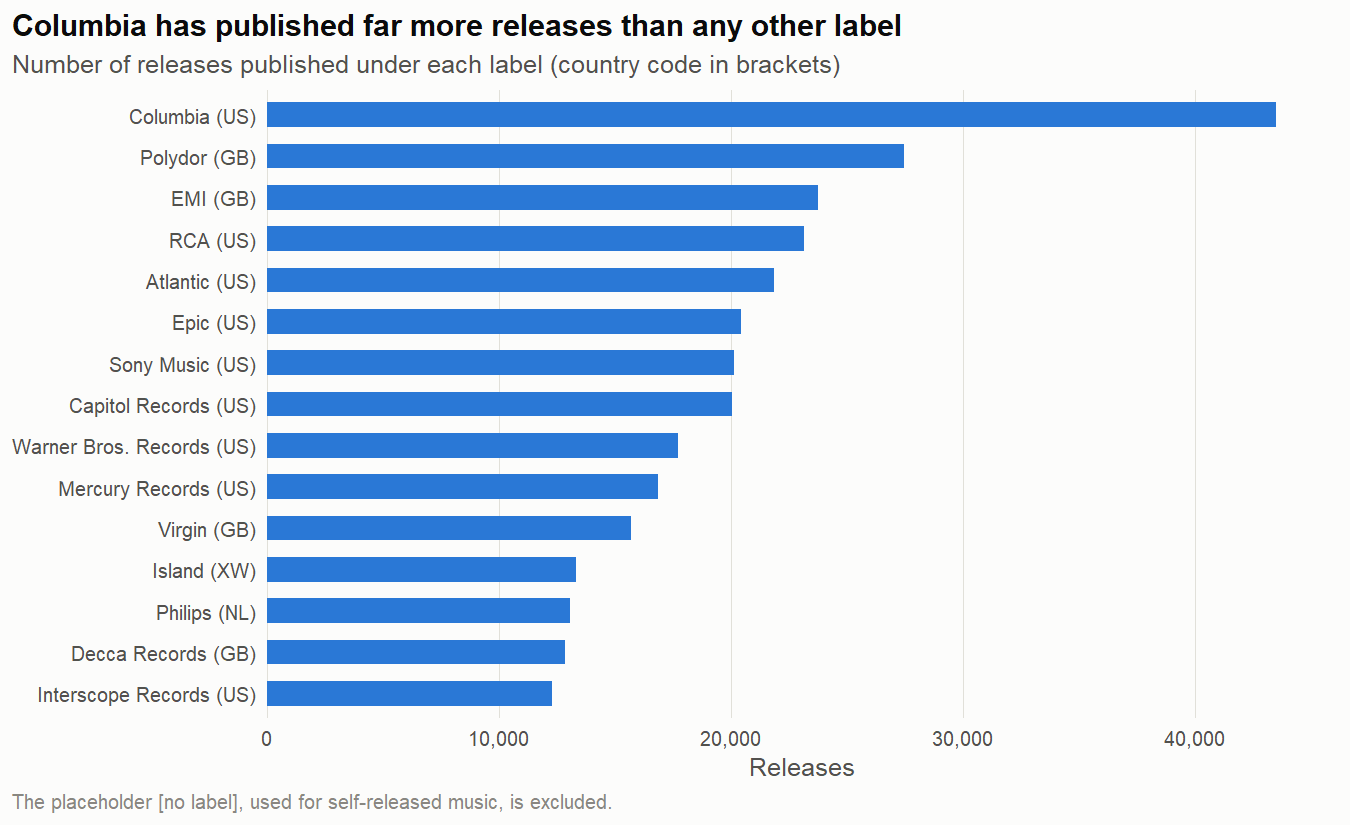 Columbia has published far more releases than any other label
Number of releases published under each label (country code in brackets)
Columbia (US)
Polydor (GB)
EMI (GB)
RCA (US)
Atlantic (US)
Epic (US)
Sony Music (US)
Capitol Records (US)
Warner Bros. Records (US)
Mercury Records (US)
Virgin (GB)
Island (XW)
Philips (NL)
Decca Records (GB)
Interscope Records (US)
0 10,000 20,000 30,000 40,000
Releases
The placeholder [no label], used for self-released music, is excluded.